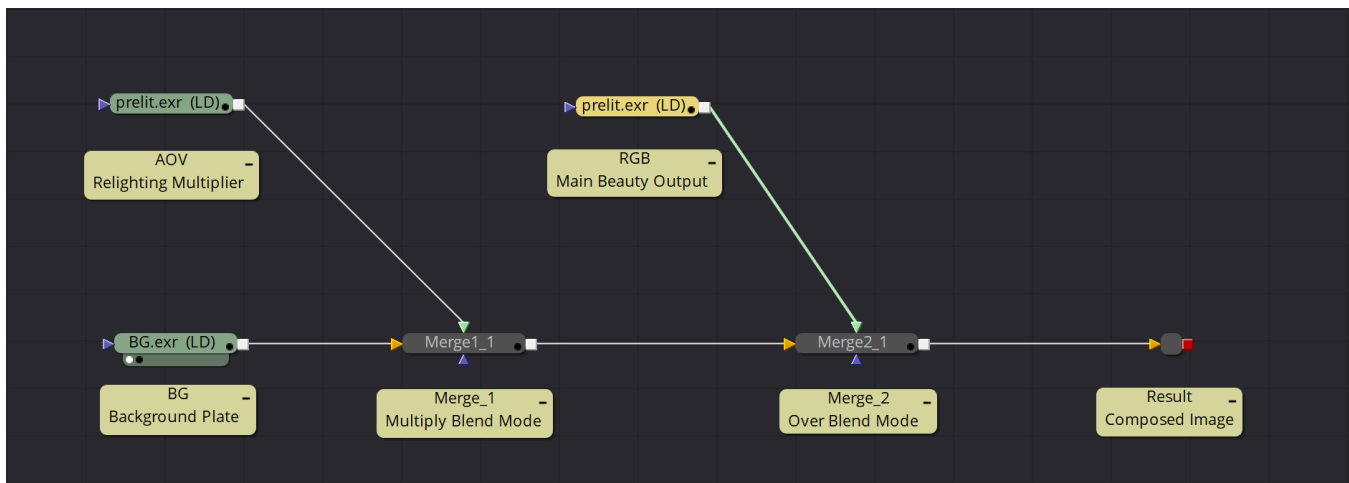 prelit.exr (LD)
prelit.exr (LD)
AOV
Relighting Multiplier
RGB
Main Beauty Output
BG.exr (LD)
Merge1_1
Merge2_1
BG
Background Plate
Merge_1
Multiply Blend Mode
Merge_2
Over Blend Mode
Result
Composed Image